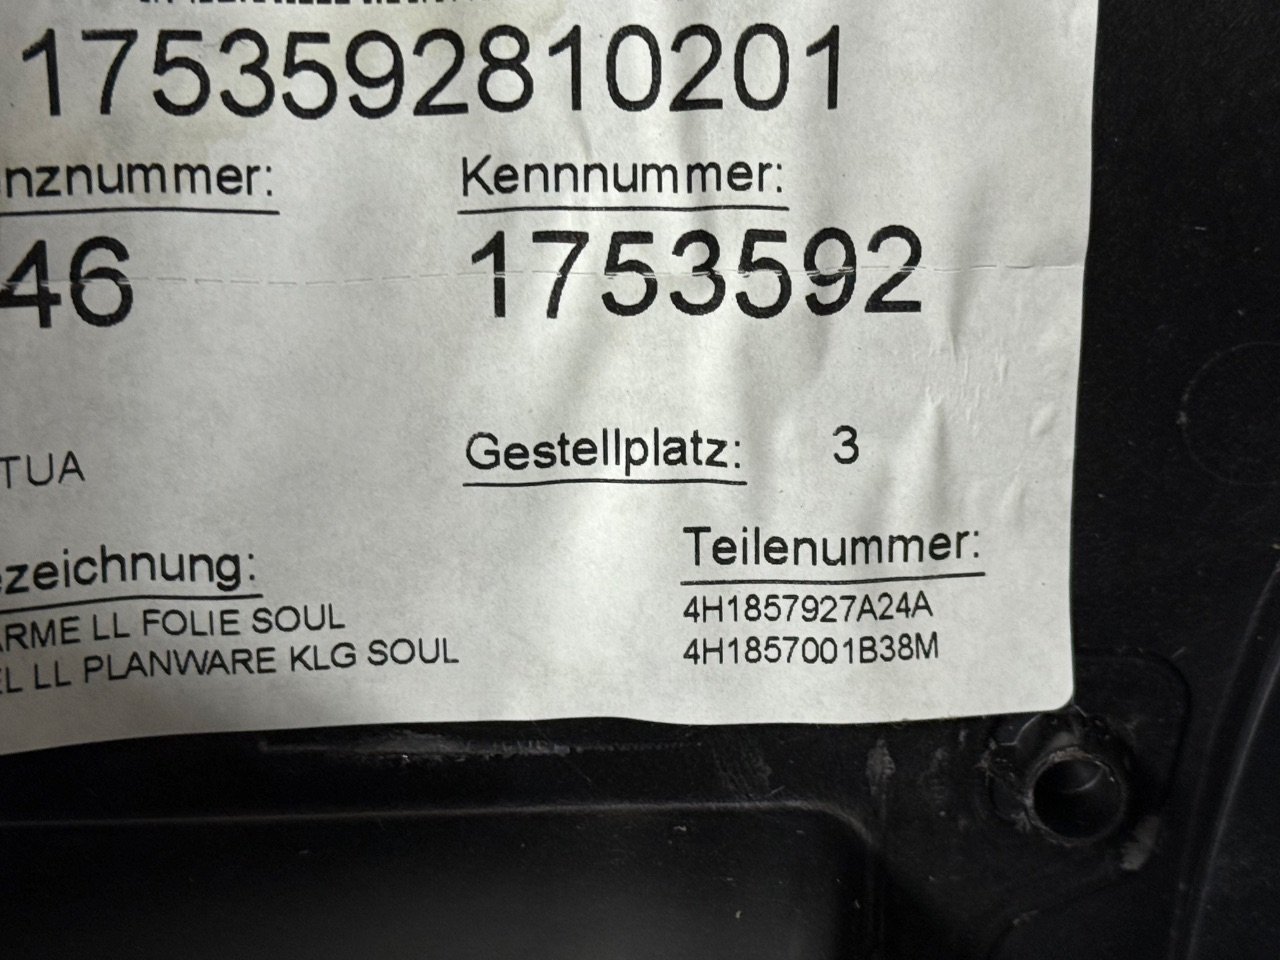 1753592810201
nznummer: Kennnummer:
46 1753592
TUA Gestellplatz: 3
ezeichnung: Teilenummer:
ARME LL FOLIE SOUL 4H1857927A24A
EL LL PLANWARE KLG SOUL 4H1857001B38M